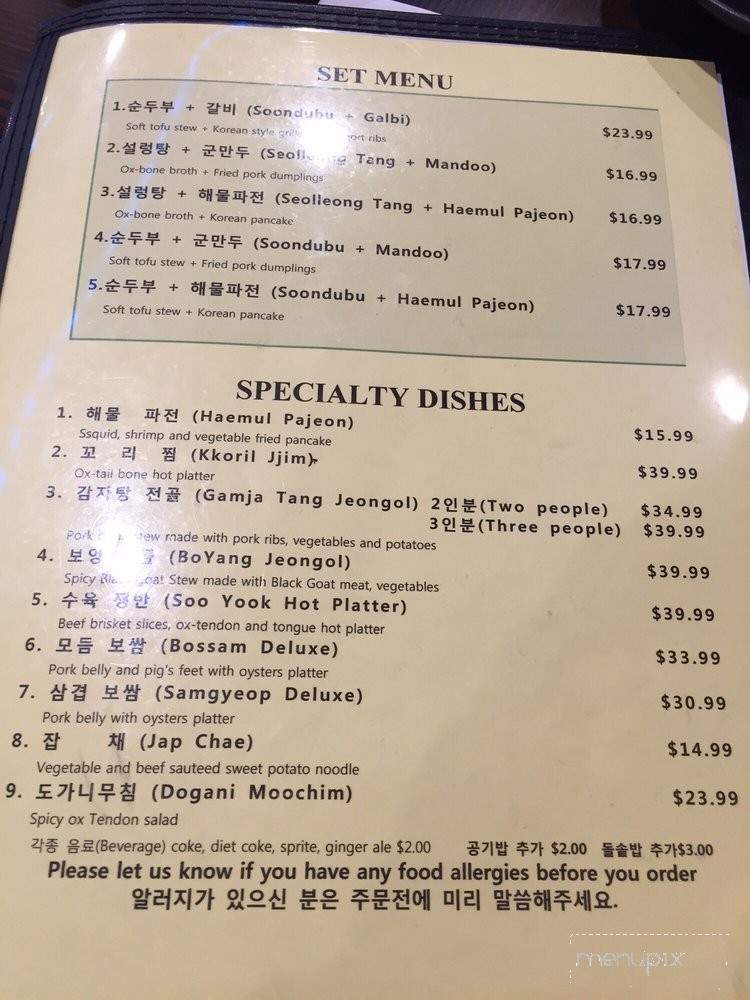 SET MENU
1.순두부 + 갈비 (Soondubu + Galbi)
Soft tofu stew + Korean style ribs $23.99
2.설렁탕 + 군만두 (Seolleong Tang + Mandoo)
Ox-bone broth + Fried pork dumplings $16.99
3.설렁탕 + 해물파전 (Seolleong Tang + Haemul Pajeon)
Ox-bone broth + Korean pancake $16.99
4.순두부 + 군만두 (Soondubu + Mandoo)
Soft tofu stew + Fried pork dumplings $17.99
5.순두부 + 해물파전 (Soondubu + Haemul Pajeon)
Soft tofu stew + Korean pancake $17.99
SPECIALTY DISHES
1. 해물 파전 (Haemul Pajeon)
Ssquid, shrimp and vegetable fried pancake $15.99
2. 꼬 리 찜 (Kkoril Jjim)
Ox-tail bone hot platter $39.99
3. 감자탕 전골 (Gamja Tang Jeongol) 2인분(Two people) $34.99
3인분(Three people) $39.99
Pork stew made with pork ribs, vegetables and potatoes
4. 보양 (BoYang Jeongol)
Spicy Black Goat Stew made with Black Goat meat, vegetables $39.99
5. 수육 쟁반 (Soo Yook Hot Platter)
Beef brisket slices, ox-tendon and tongue hot platter $39.99
6. 모듬 보쌈 (Bossam Deluxe)
Pork belly and pig's feet with oysters platter $33.99
7. 삼겹 보쌈 (Samgyeop Deluxe)
Pork belly with oysters platter $30.99
8. 잡 채 (Jap Chae)
Vegetable and beef sauteed sweet potato noodle $14.99
9. 도가니무침 (Dogani Moochim)
Spicy ox Tendon salad $23.99
각종 음료(Beverage) coke, diet coke, sprite, ginger ale $2.00 공기밥 추가 $2.00 돌솥밥 추가$3.00
Please let us know if you have any food allergies before you order
알러지가 있으신 분은 주문전에 미리 말씀해주세요.
menupix